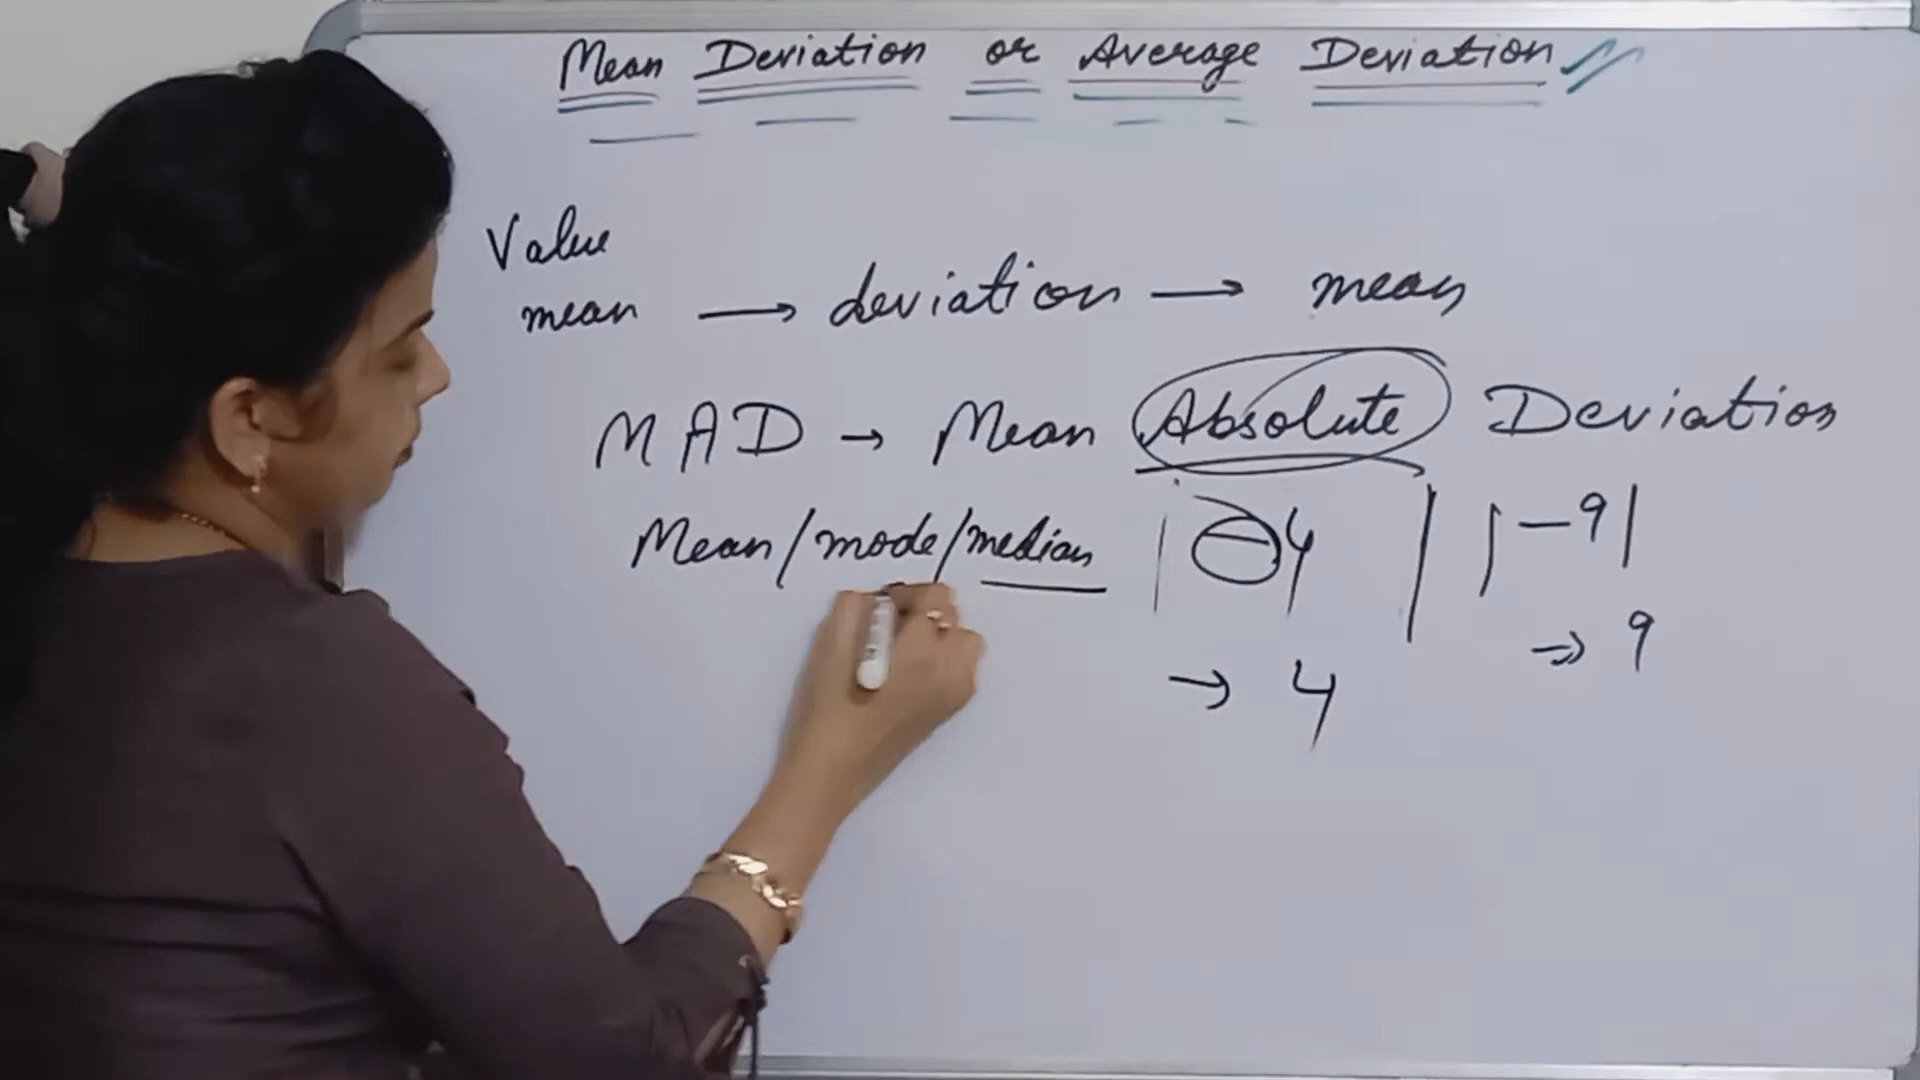 Mean Deviation or Average Deviation
Value
mean → deviation → mean
MAD → Mean Absolute Deviation
Mean/mode/median |-4| |-9|
→ 4 ⇒ 9